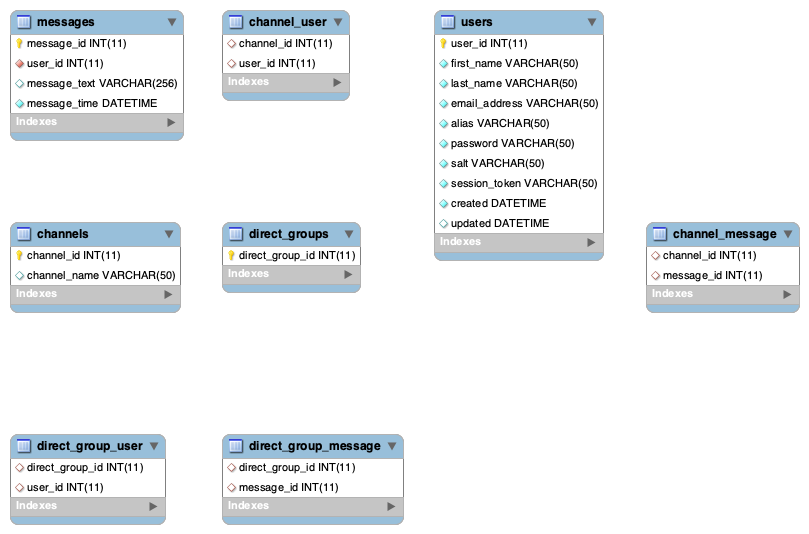 messages
message_id INT(11)
user_id INT(11)
message_text VARCHAR(256)
message_time DATETIME
Indexes
channel_user
channel_id INT(11)
user_id INT(11)
Indexes
users
user_id INT(11)
first_name VARCHAR(50)
last_name VARCHAR(50)
email_address VARCHAR(50)
alias VARCHAR(50)
password VARCHAR(50)
salt VARCHAR(50)
session_token VARCHAR(50)
created DATETIME
updated DATETIME
Indexes
channels
channel_id INT(11)
channel_name VARCHAR(50)
Indexes
direct_groups
direct_group_id INT(11)
Indexes
channel_message
channel_id INT(11)
message_id INT(11)
Indexes
direct_group_user
direct_group_id INT(11)
user_id INT(11)
Indexes
direct_group_message
direct_group_id INT(11)
message_id INT(11)
Indexes